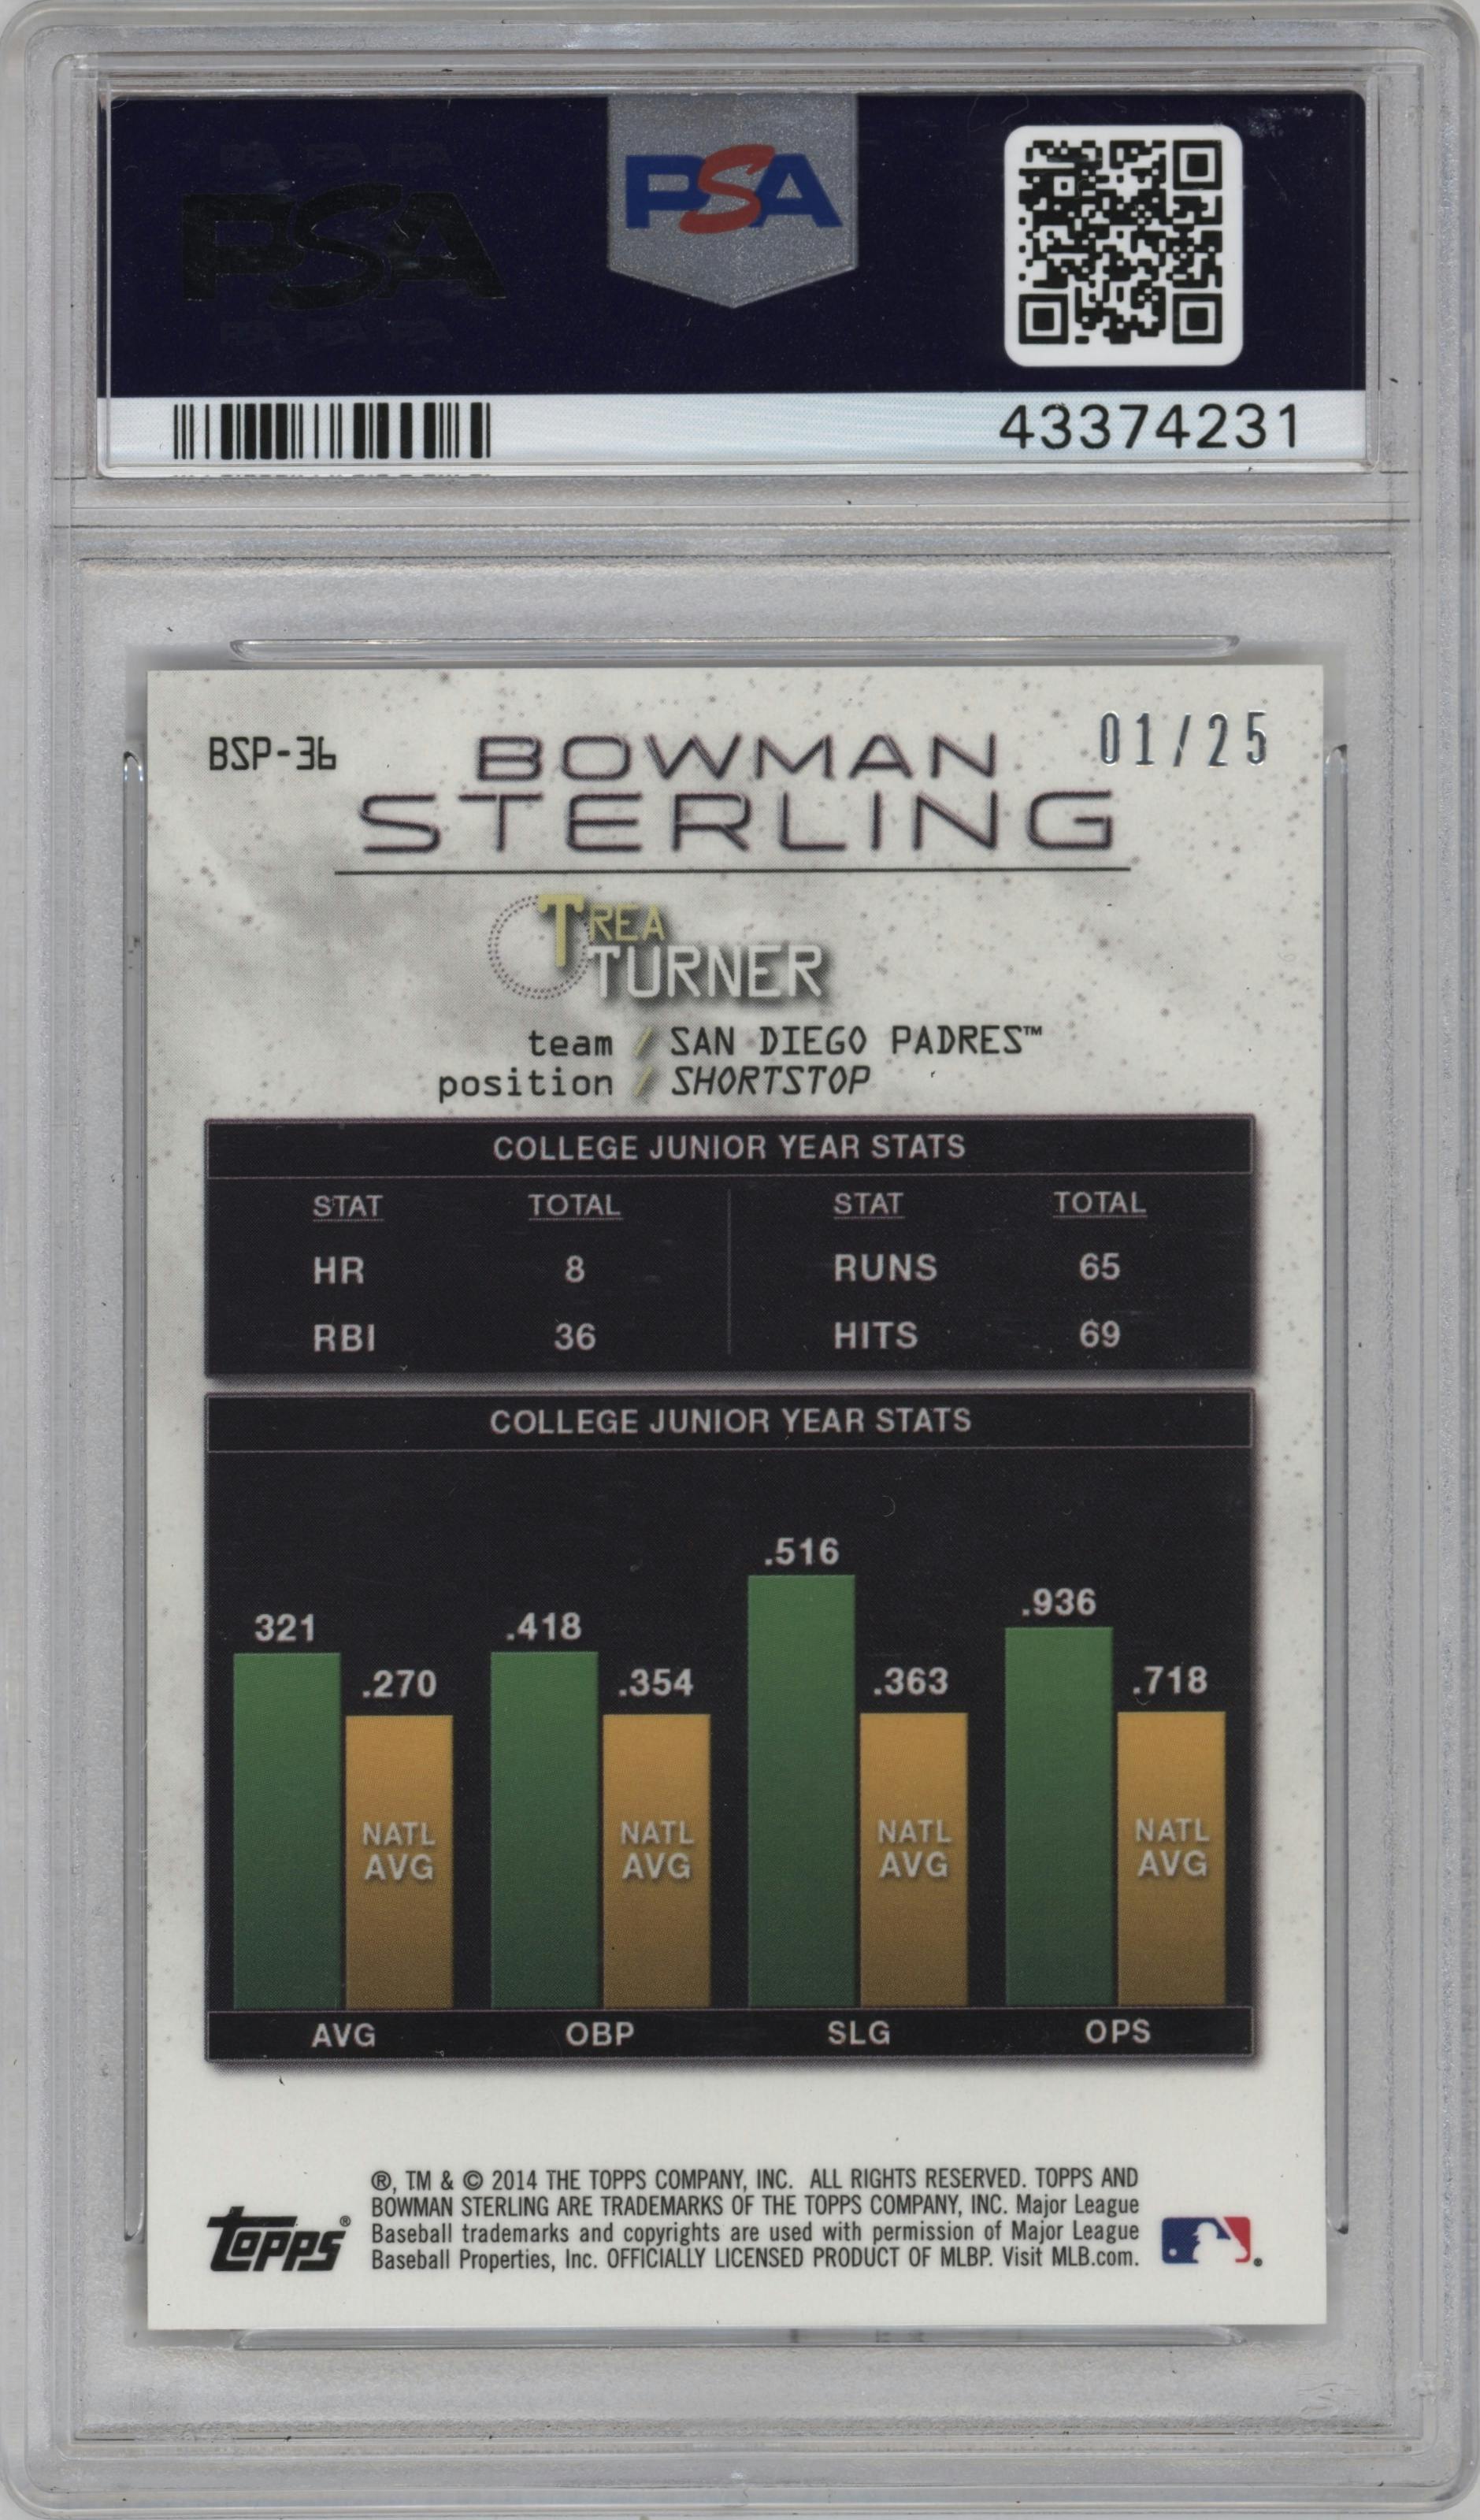 PSA
PSA
43374231
BSP-36
BOWMAN
STERLING
01/25
TREA
TURNER
team / SAN DIEGO PADRES™
position / SHORTSTOP
COLLEGE JUNIOR YEAR STATS
STAT TOTAL STAT TOTAL
HR 8 RUNS 65
RBI 36 HITS 69
COLLEGE JUNIOR YEAR STATS
321 .270 .418 .354 .516 .363 .936 .718
NATL NATL NATL NATL
AVG AVG AVG AVG
AVG OBP SLG OPS
®, TM & © 2014 THE TOPPS COMPANY, INC. ALL RIGHTS RESERVED. TOPPS AND
BOWMAN STERLING ARE TRADEMARKS OF THE TOPPS COMPANY, INC. Major League
Baseball trademarks and copyrights are used with permission of Major League
Baseball Properties, Inc. OFFICIALLY LICENSED PRODUCT OF MLBP. Visit MLB.com.
Topps®